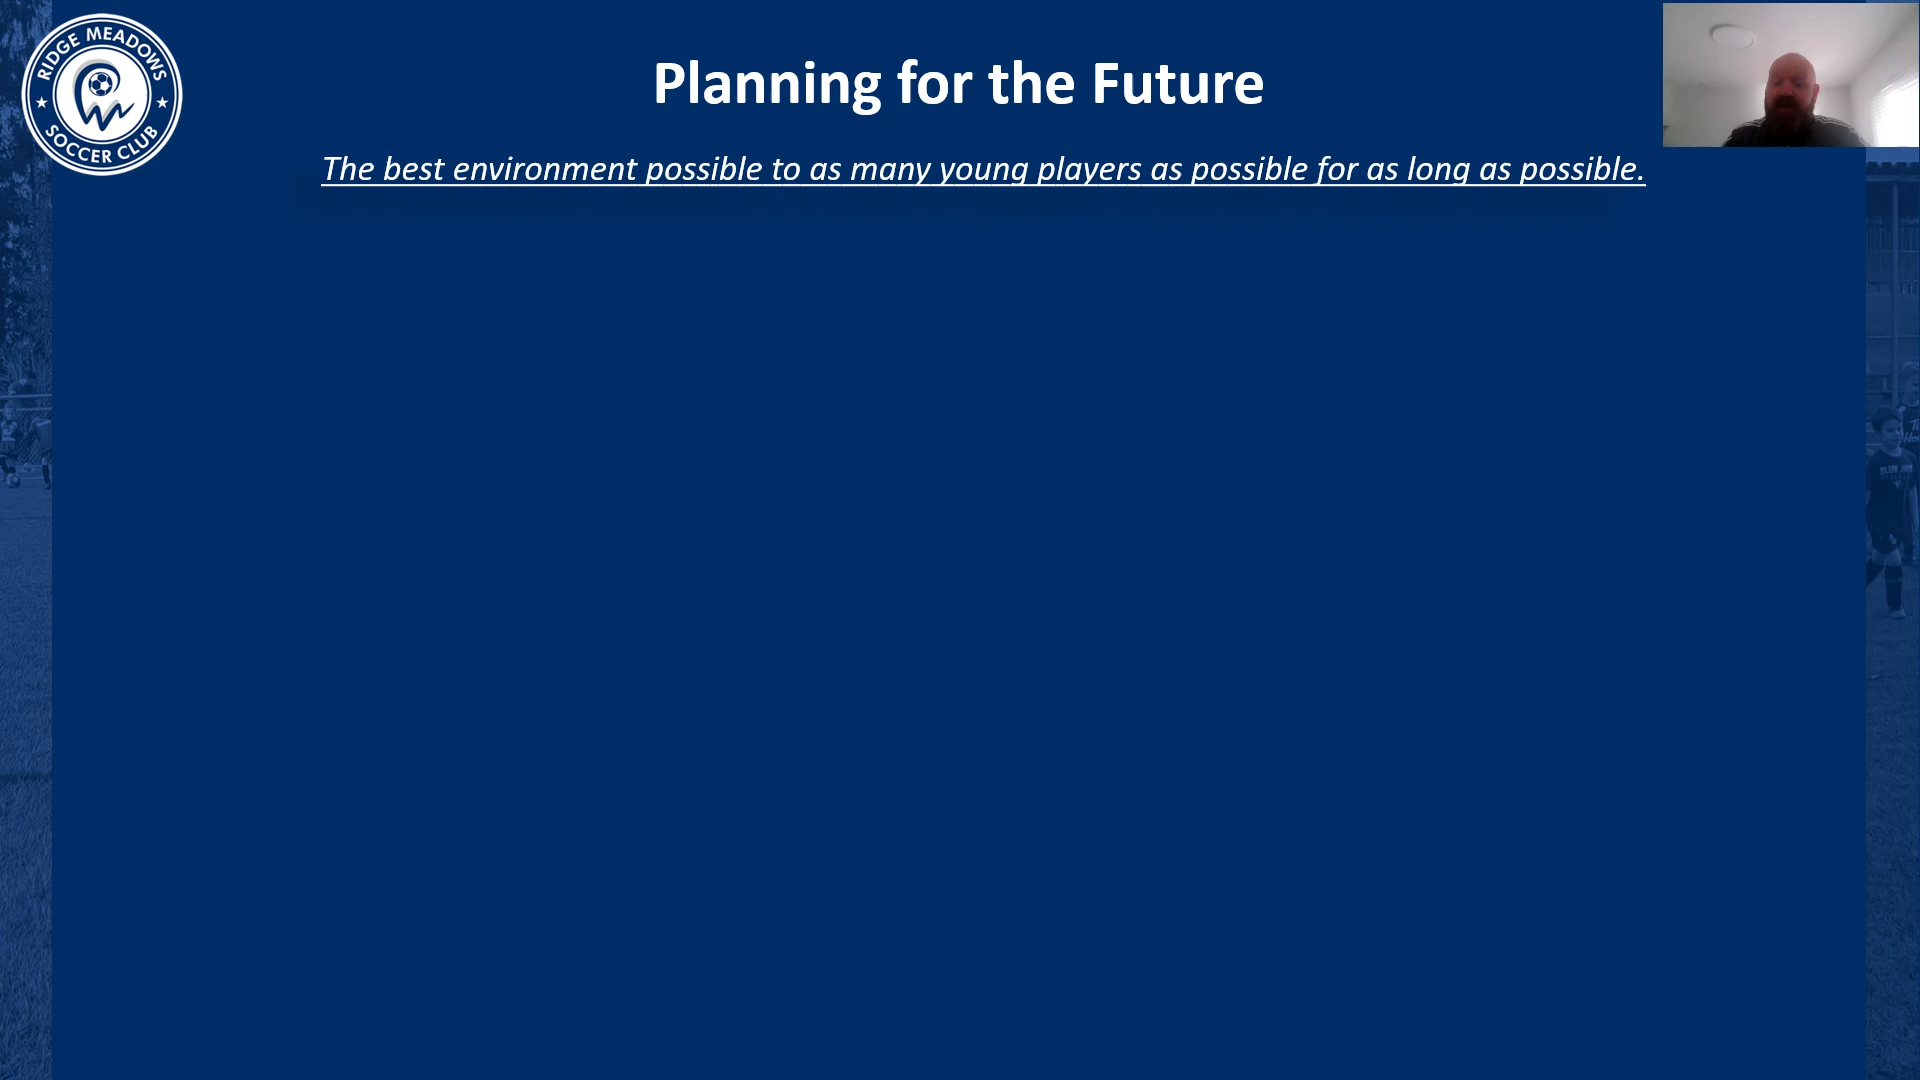 RIDGE MEADOWS
SOCCER CLUB
Planning for the Future
The best environment possible to as many young players as possible for as long as possible.